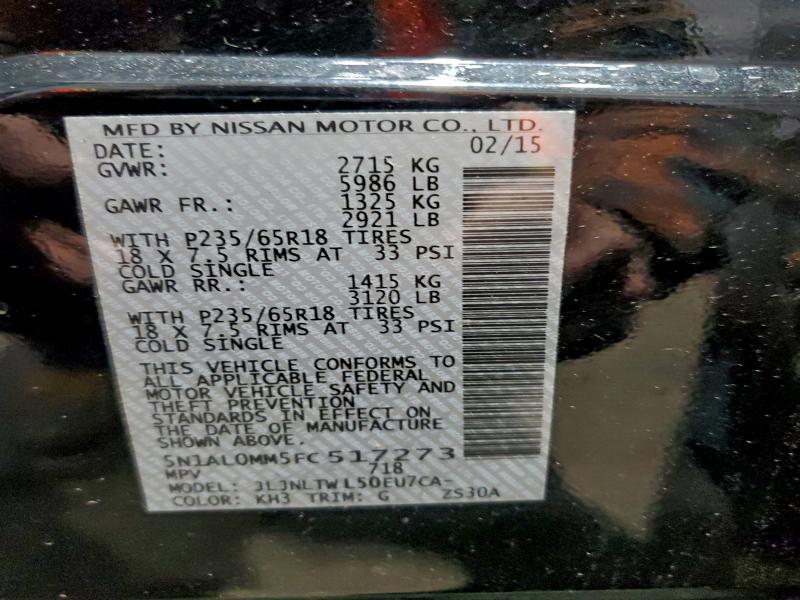 MFD BY NISSAN MOTOR CO., LTD.
DATE: 02/15
GVWR: 2715 KG
5986 LB
GAWR FR.: 1325 KG
2921 LB
WITH P235/65R18 TIRES
18 X 7.5 RIMS AT 33 PSI
COLD SINGLE
GAWR RR.: 1415 KG
3120 LB
WITH P235/65R18 TIRES
18 X 7.5 RIMS AT 33 PSI
COLD SINGLE
THIS VEHICLE CONFORMS TO
ALL APPLICABLE FEDERAL
MOTOR VEHICLE SAFETY AND
THEFT PREVENTION
STANDARDS IN EFFECT ON
THE DATE OF MANUFACTURE
SHOWN ABOVE.
5N1AL0MM5FC517273
MPV 718
MODEL: JLJNLTWL50EU7CA-
COLOR: KH3 TRIM: G ZS30A